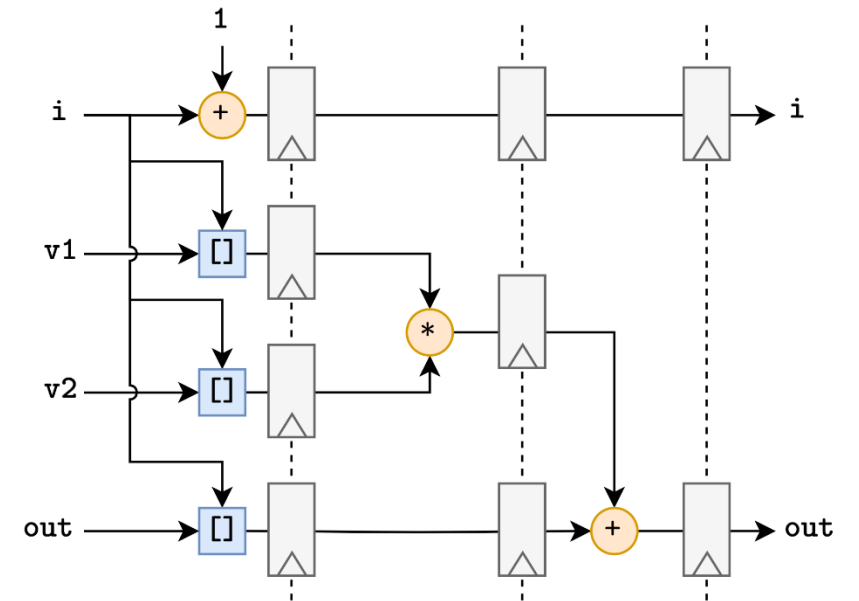 1
i + i
v1 []
*
v2 []
out [] + out